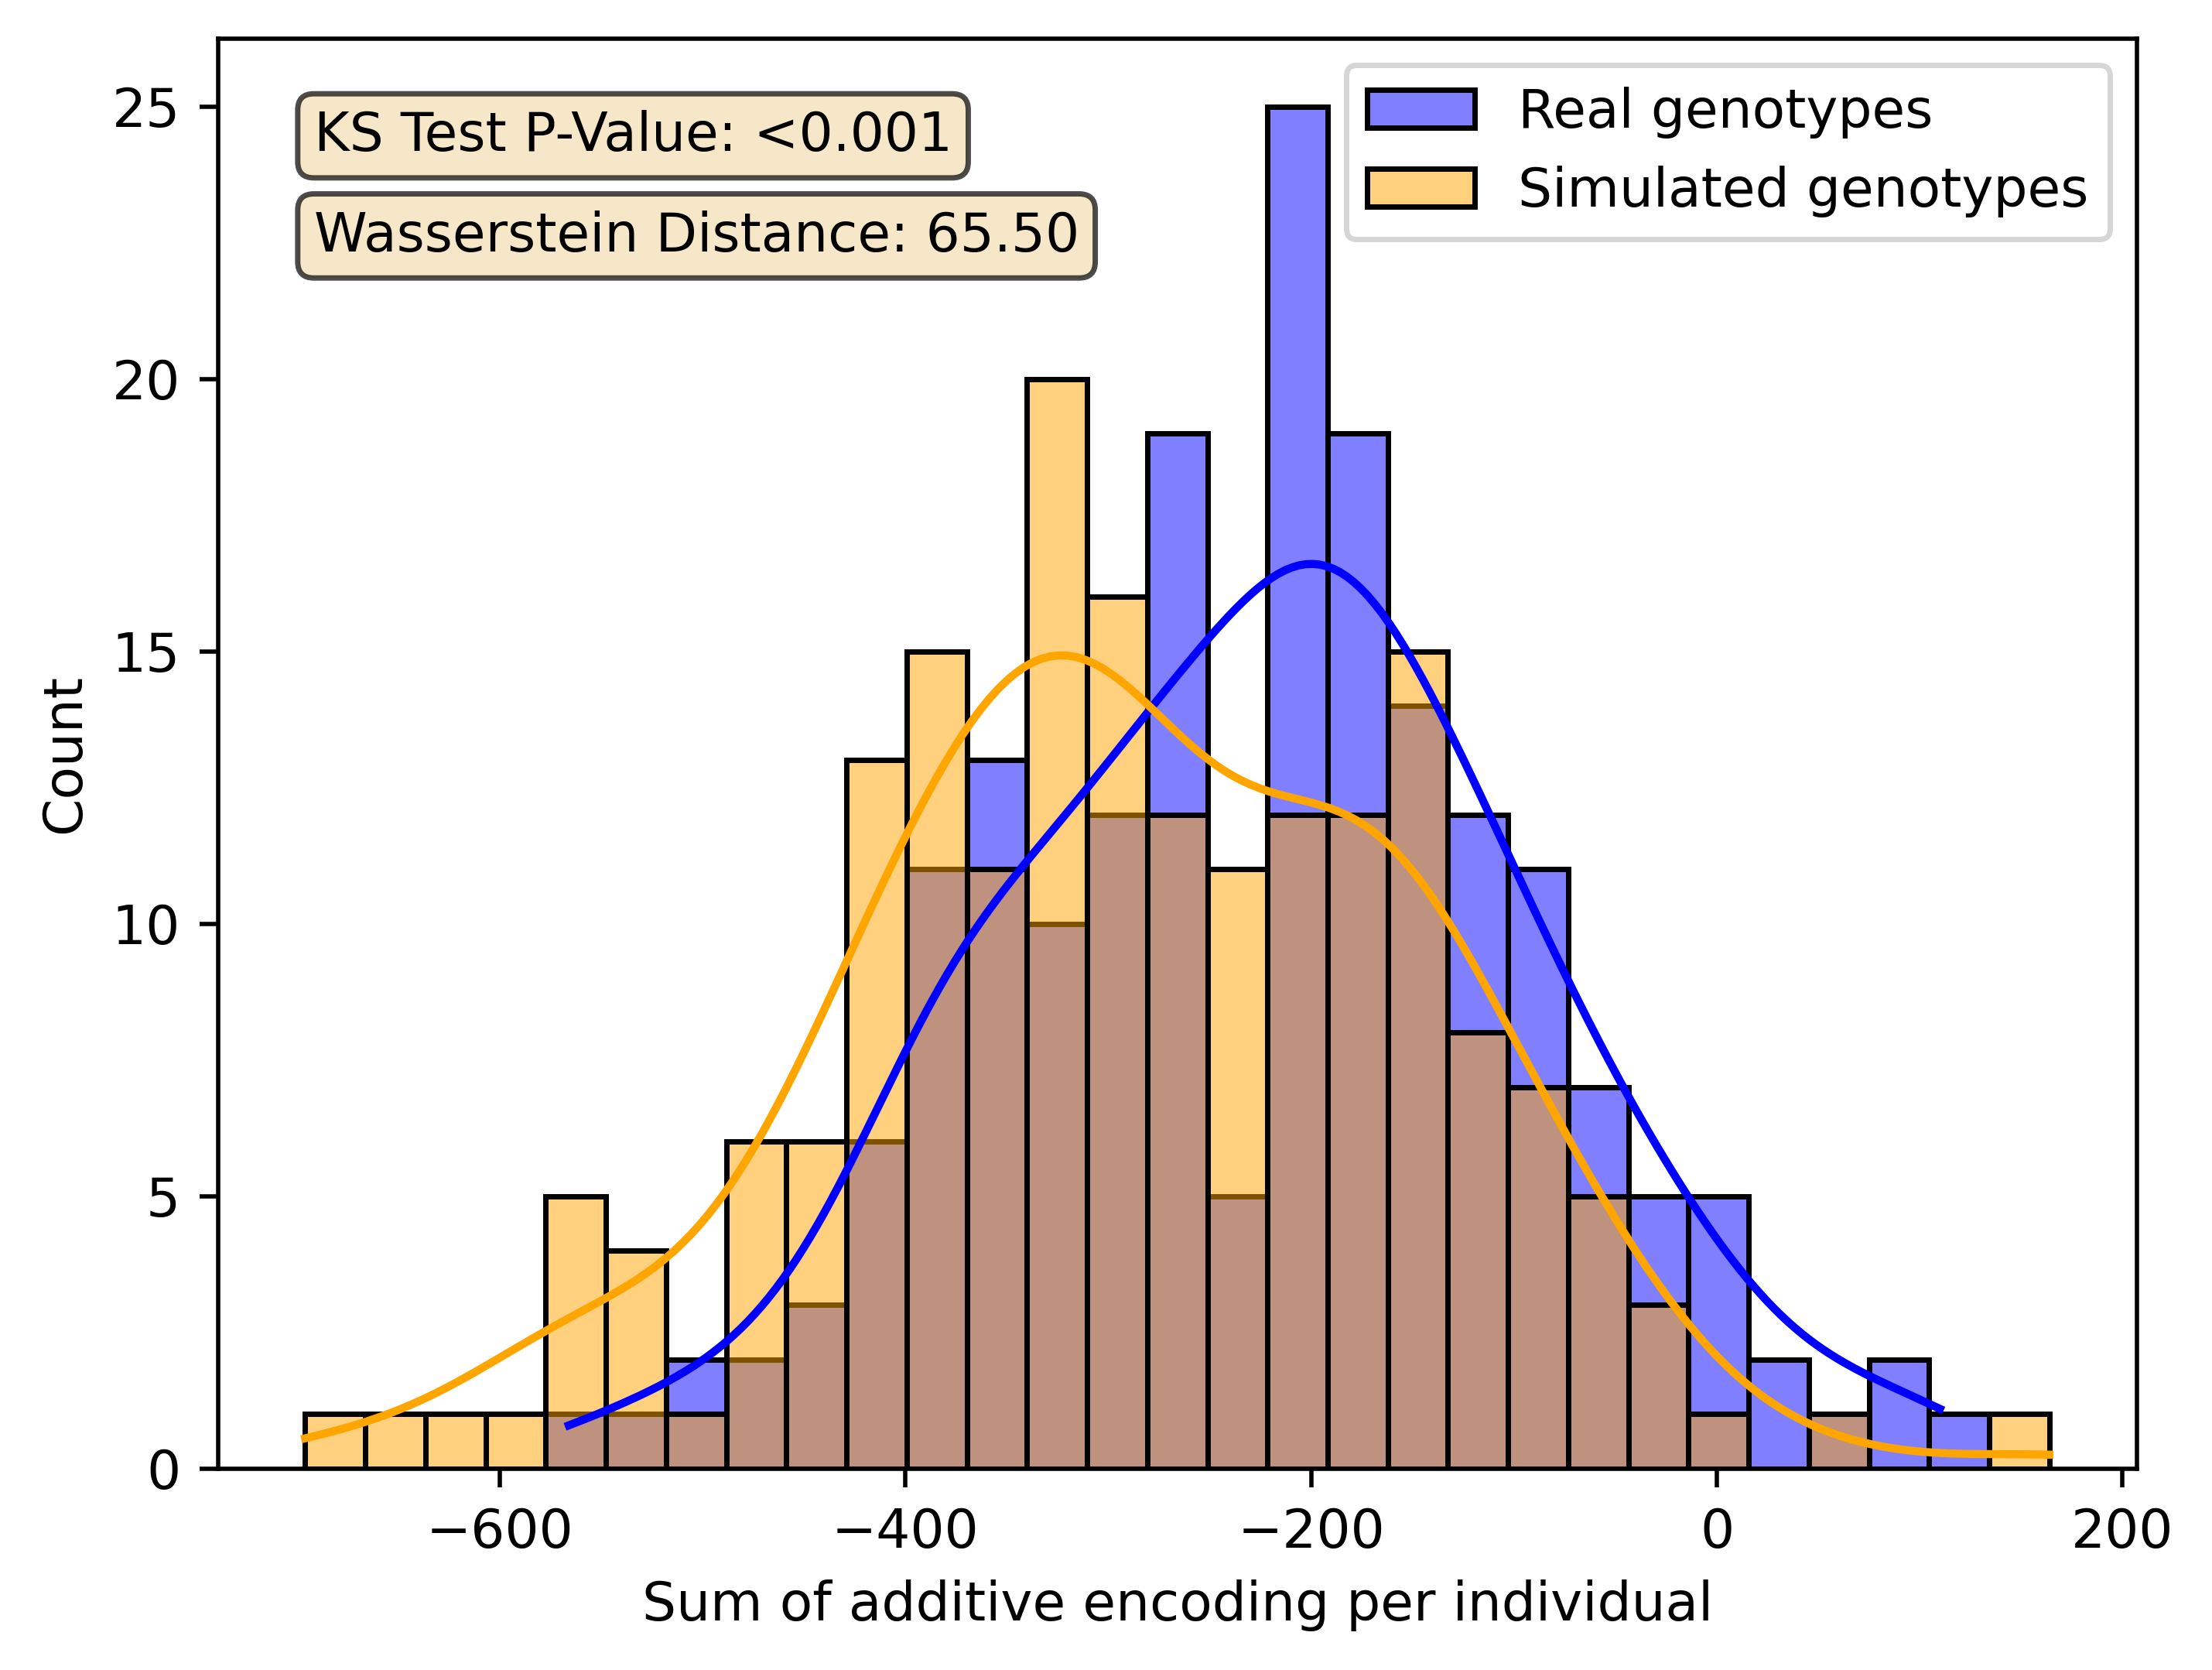 KS Test P-Value: <0.001
Wasserstein Distance: 65.50
Real genotypes
Simulated genotypes
25
20
15
10
5
0
Count
−600
−400
−200
0
200
Sum of additive encoding per individual